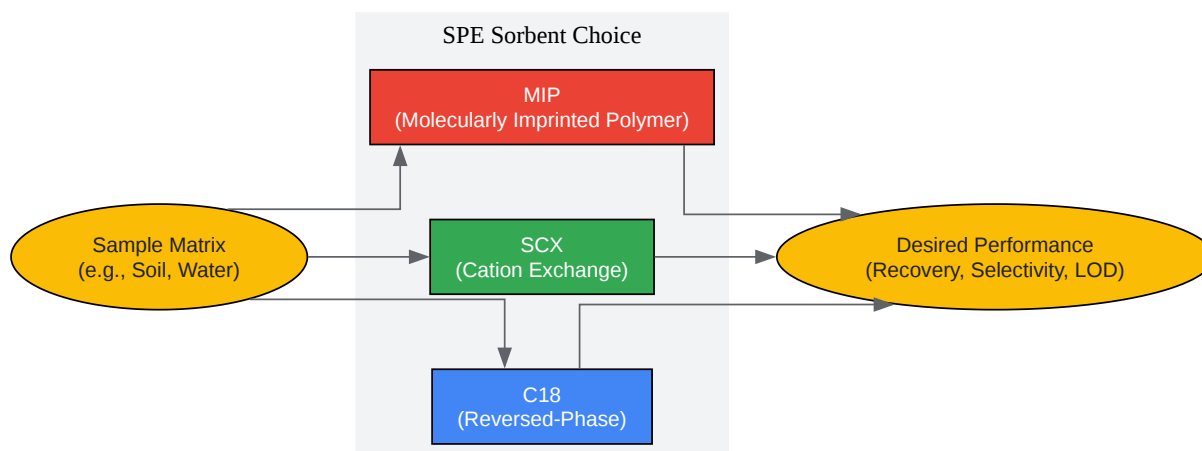 SPE Sorbent Choice
MIP
(Molecularly Imprinted Polymer)
Sample Matrix
(e.g., Soil, Water)
SCX
(Cation Exchange)
Desired Performance
(Recovery, Selectivity, LOD)
C18
(Reversed-Phase)